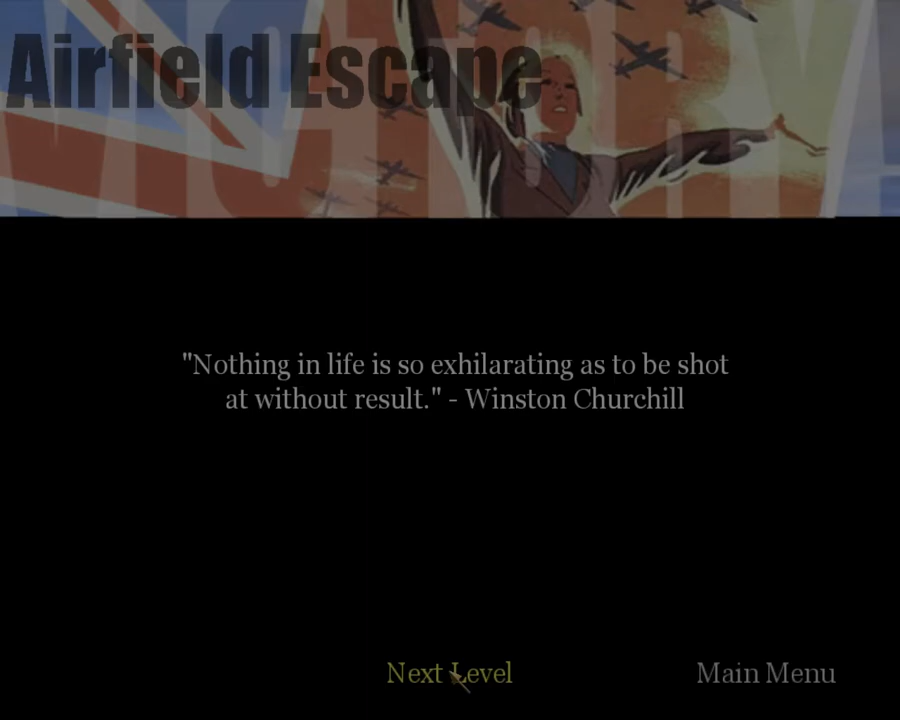 VICTORY
Airfield Escape
"Nothing in life is so exhilarating as to be shot
at without result." - Winston Churchill
Next Level
Main Menu